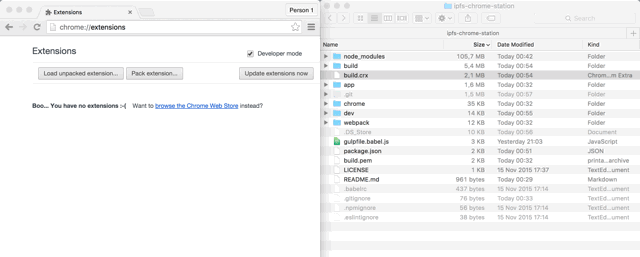 Extensions
Person 1
chrome://extensions
Extensions
Developer mode
Load unpacked extension...
Pack extension...
Update extensions now
Boo... You have no extensions :-( Want to browse the Chrome Web Store instead?
ipfs-chrome-station
Search
ipfs-chrome-station
Name Size Date Modified Kind
node_modules 105,7 MB Today 00:42 Folder
build 5,4 MB Today 00:54 Folder
build.crx 2,1 MB Today 00:54 Chrom...m Extra
app 1,6 MB Today 00:32 Folder
.git 1,5 MB Today 00:57 Folder
chrome 35 KB Today 00:32 Folder
dev 14 KB Today 00:55 Folder
webpack 12 KB Today 00:32 Folder
.DS_Store 10 KB Today 00:56 Document
gulpfile.babel.js 3 KB Yesterday 21:03 JavaScript
package.json 2 KB Today 00:51 JSON
build.pem 2 KB Today 00:32 printa...archive
LICENSE 1 KB 15 Nov 2015 17:37 TextEd...ument
README.md 961 bytes Today 00:29 Markdown
.babelrc 437 bytes 15 Nov 2015 17:14 TextEd...ument
.gitignore 78 bytes Today 00:33 TextEd...ument
.npmignore 56 bytes 15 Nov 2015 17:14 TextEd...ument
.eslintignore 38 bytes 15 Nov 2015 17:14 TextEd...ument